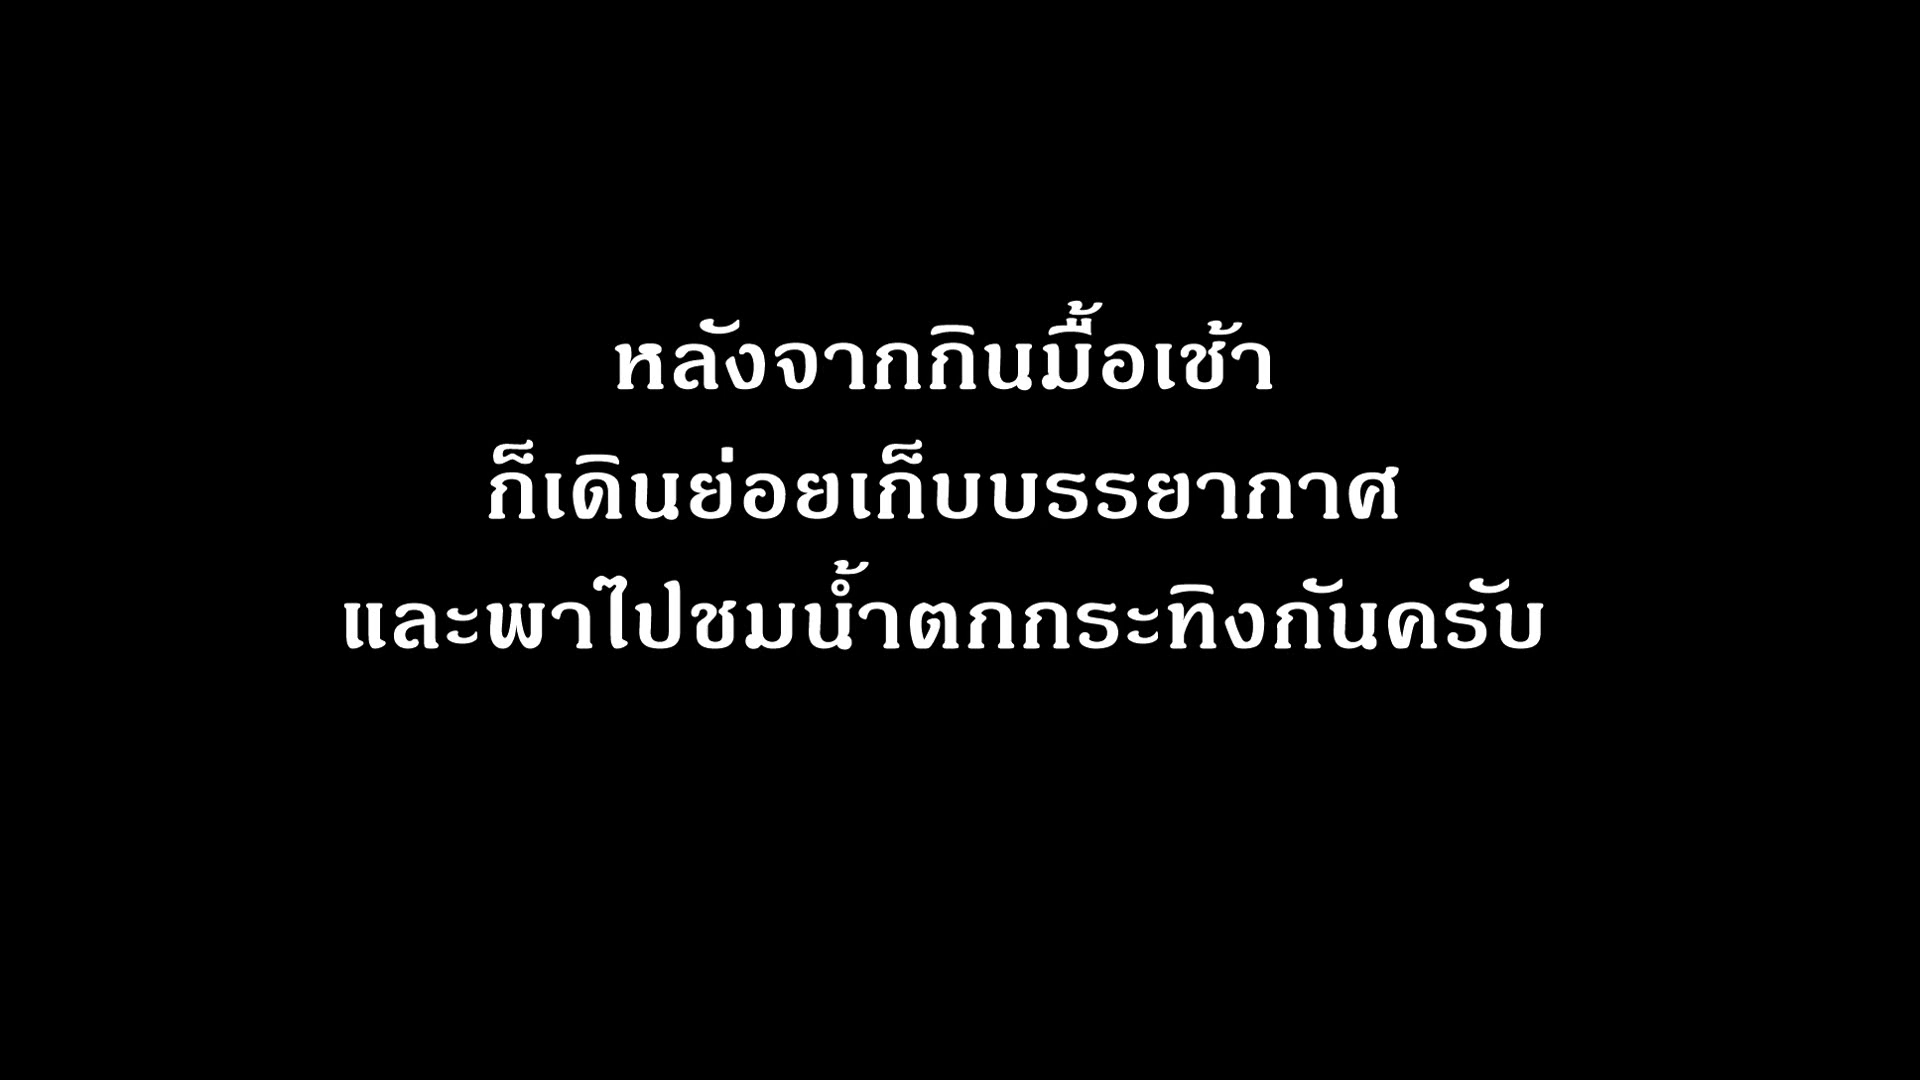 หลังจากกินมื้อเช้า
ก็เดินย่อยเก็บบรรยากาศ
และพาไปชมน้ำตกกระทิงกันครับ